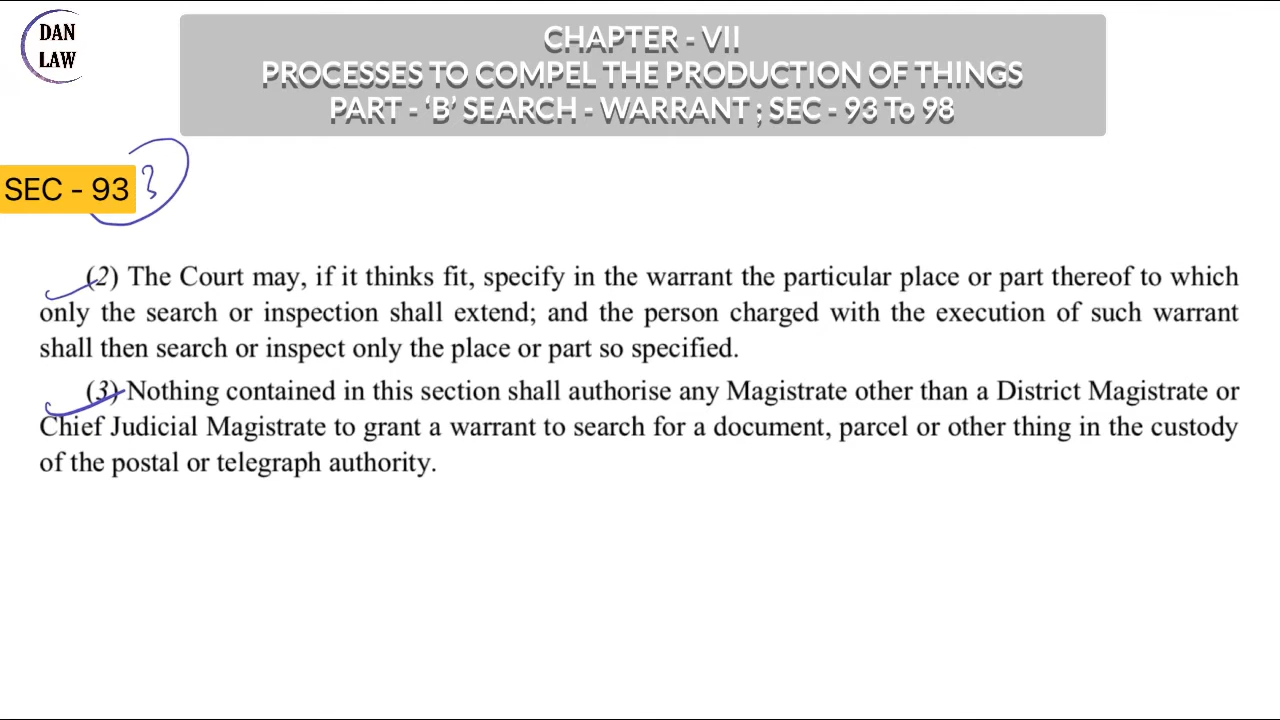 DAN
LAW
CHAPTER - VII
PROCESSES TO COMPEL THE PRODUCTION OF THINGS
PART - ‘B’ SEARCH - WARRANT ; SEC - 93 To 98
SEC - 93
(2) The Court may, if it thinks fit, specify in the warrant the particular place or part thereof to which
only the search or inspection shall extend; and the person charged with the execution of such warrant
shall then search or inspect only the place or part so specified.
(3) Nothing contained in this section shall authorise any Magistrate other than a District Magistrate or
Chief Judicial Magistrate to grant a warrant to search for a document, parcel or other thing in the custody
of the postal or telegraph authority.